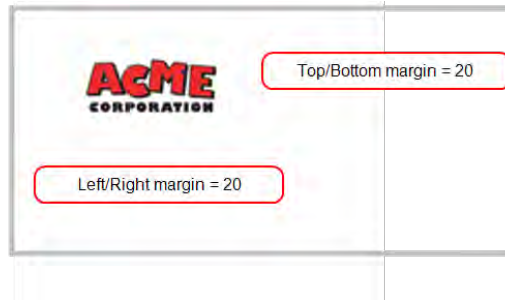 ACME
CORPORATION
Top/Bottom margin = 20
Left/Right margin = 20